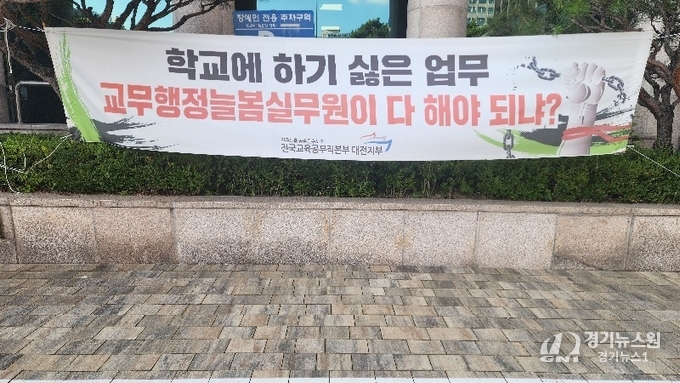 장애인 전용 주차구역
학교에 하기 싫은 업무
교무행정늘봄실무원이 다 해야 되냐?
전국교육공무직본부 대전지부
경기뉴스원
경기뉴스1